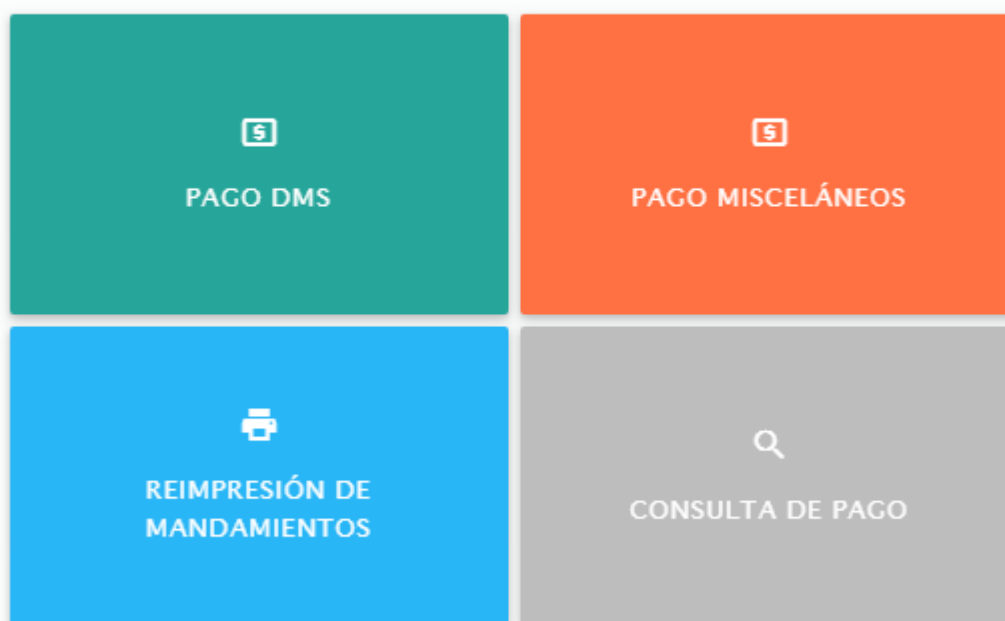 PAGO DMS
PAGO MISCELÁNEOS
REIMPRESIÓN DE
MANDAMIENTOS
CONSULTA DE PAGO